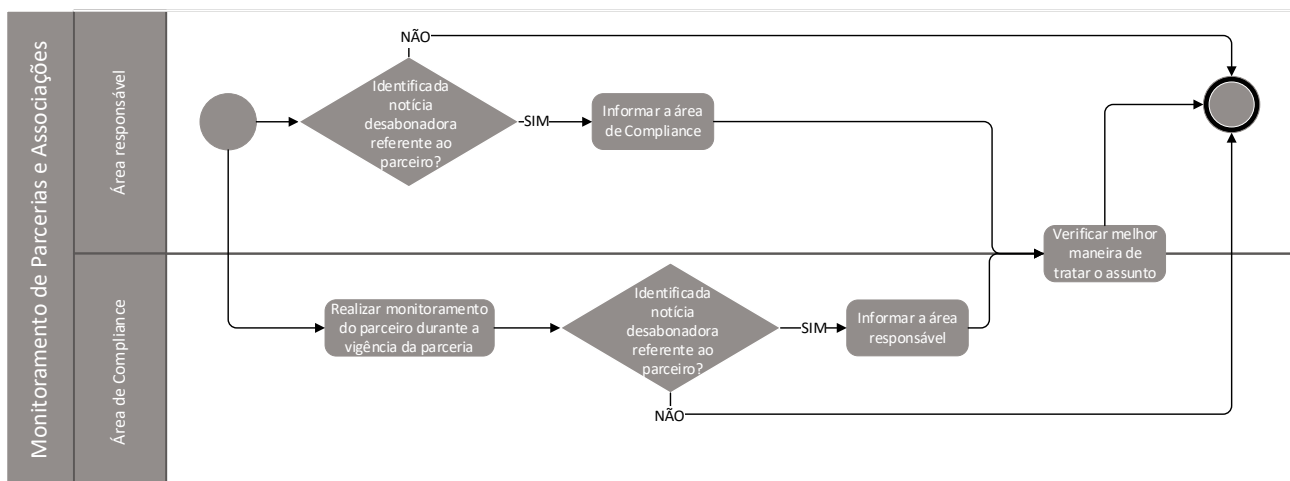 Monitoramento de Parcerias e Associações
Área responsável
NÃO
Identificada
notícia
desabonadora
referente ao
parceiro?
SIM
Informar a área
de Compliance
Verificar melhor
maneira de
tratar o assunto
Área de Compliance
Realizar monitoramento
do parceiro durante a
vigência da parceria
Identificada
notícia
desabonadora
referente ao
parceiro?
SIM
Informar a área
responsável
NÃO